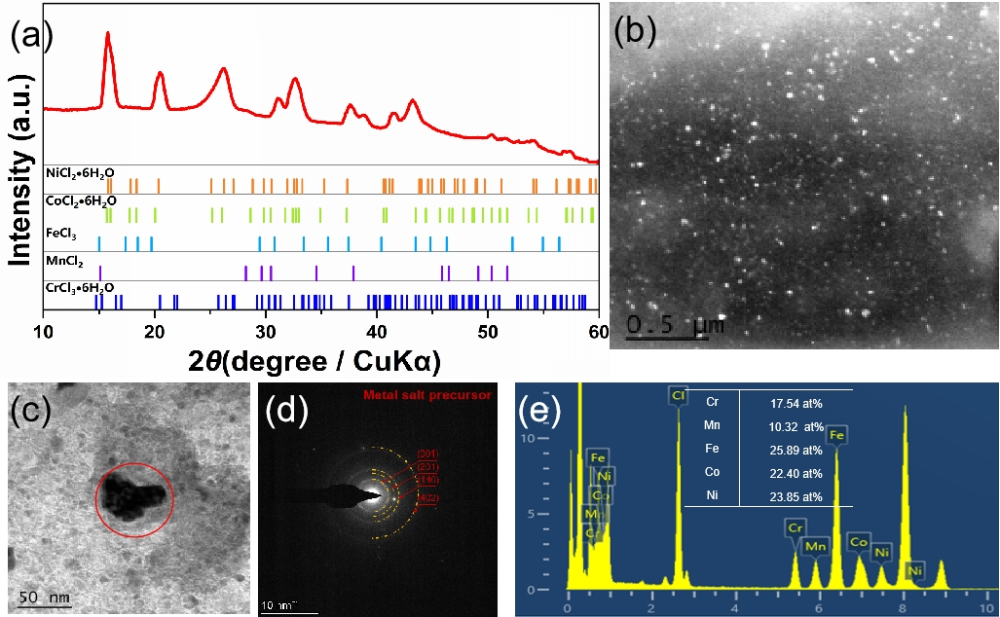 (a)
Intensity (a.u.)
NiCl₂•6H₂O
CoCl₂•6H₂O
FeCl₃
MnCl₂
CrCl₃•6H₂O
10 20 30 40 50 60
2θ(degree / CuKα)
(b)
0.5 μm
(c)
50 nm
(d)
Metal salt precursor
(001)
(201)
(402)
10 nm⁻¹
(e)
10
5
0
Cl
Fe
Ni
Co
Mn
Cr
Cr 17.54 at%
Mn 10.32 at%
Fe 25.89 at%
Co 22.40 at%
Ni 23.85 at%
Cr
Mn
Fe
Co
Ni
Ni
0 2 4 6 8 10